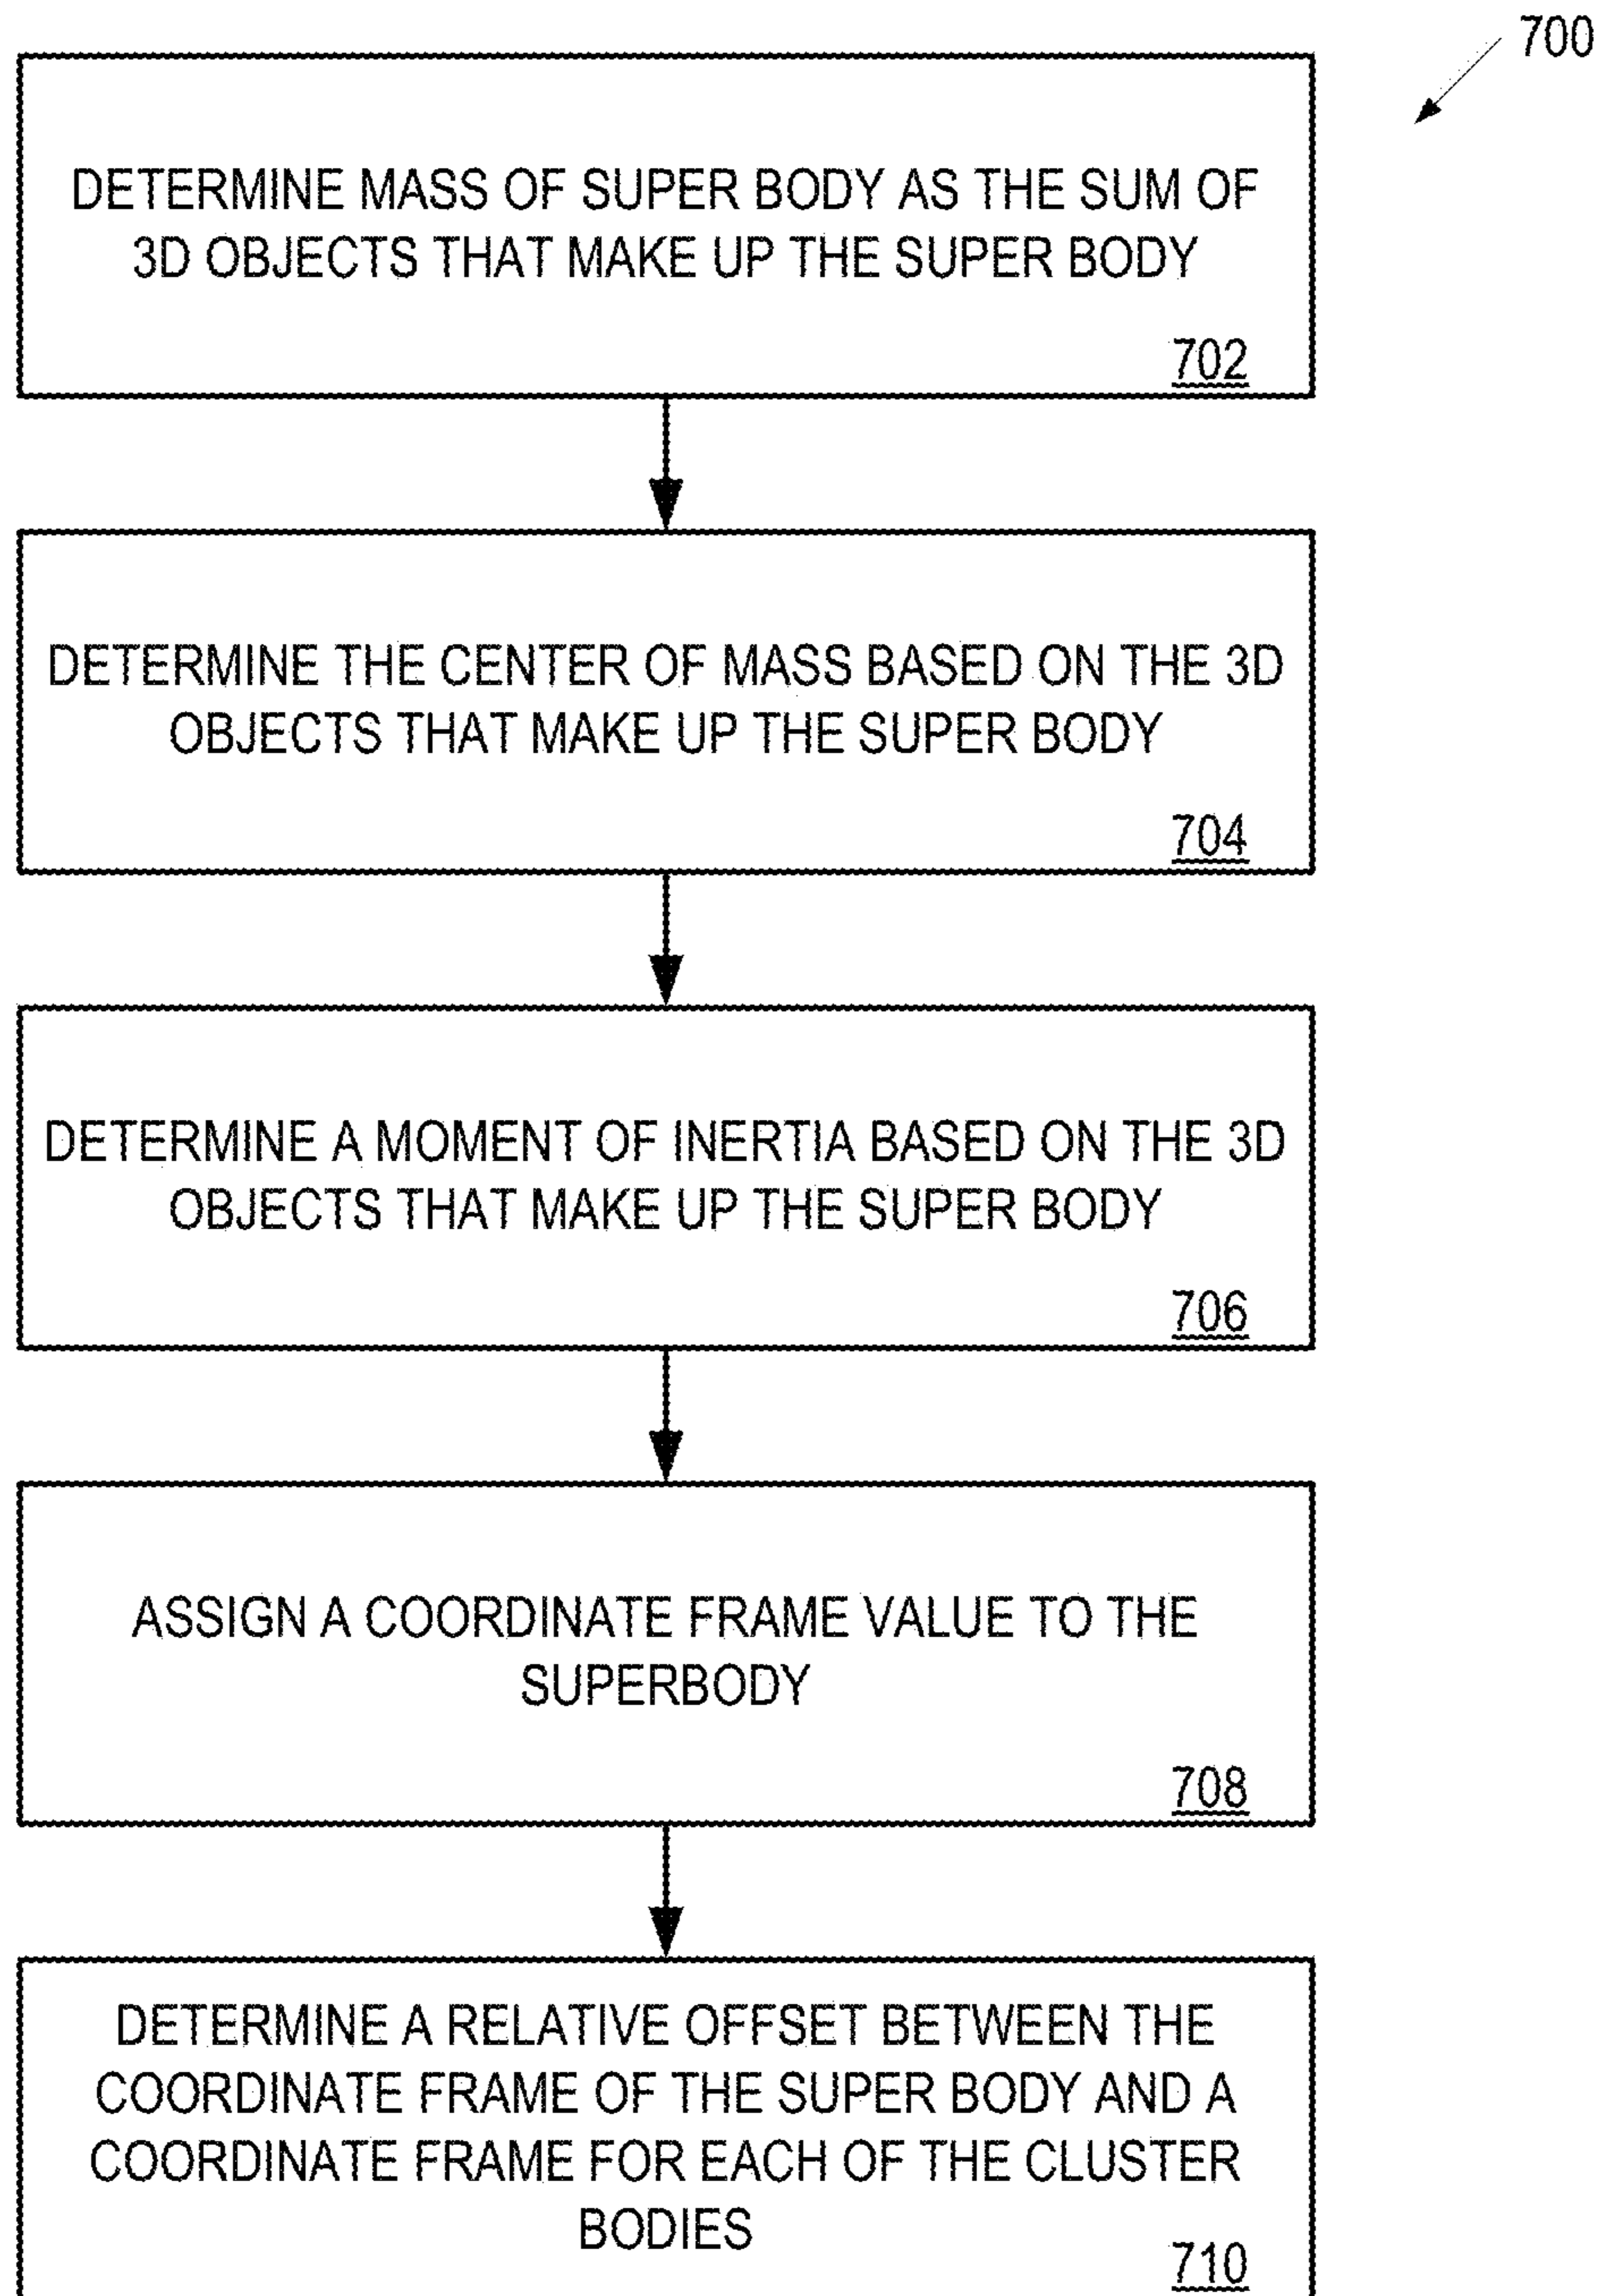 700
DETERMINE MASS OF SUPER BODY AS THE SUM OF
3D OBJECTS THAT MAKE UP THE SUPER BODY
702
DETERMINE THE CENTER OF MASS BASED ON THE 3D
OBJECTS THAT MAKE UP THE SUPER BODY
704
DETERMINE A MOMENT OF INERTIA BASED ON THE 3D
OBJECTS THAT MAKE UP THE SUPER BODY
706
ASSIGN A COORDINATE FRAME VALUE TO THE
SUPERBODY
708
DETERMINE A RELATIVE OFFSET BETWEEN THE
COORDINATE FRAME OF THE SUPER BODY AND A
COORDINATE FRAME FOR EACH OF THE CLUSTER
BODIES
710